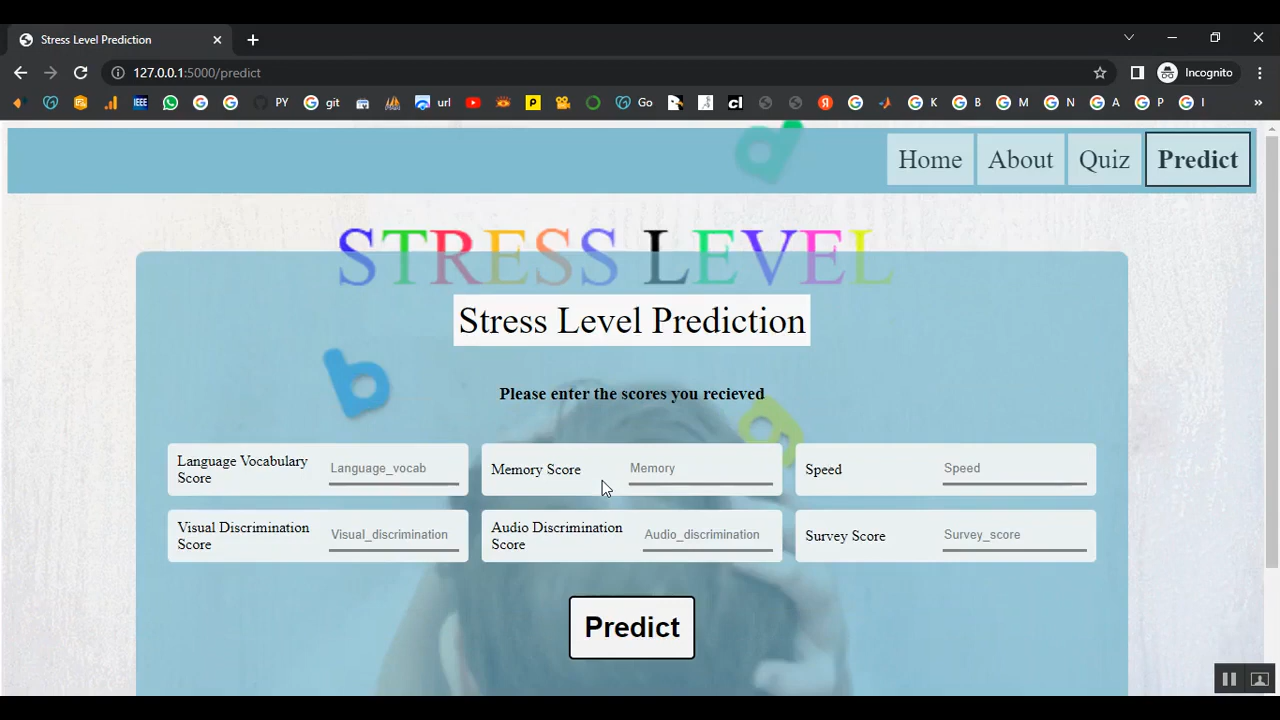 Stress Level Prediction
127.0.0.1:5000/predict
Incognito
IEEE
PY
git
url
Go
cl
K
B
M
N
A
P
I
Home
About
Quiz
Predict
STRESS LEVEL
Stress Level Prediction
Please enter the scores you recieved
Language Vocabulary
Score
Language_vocab
Memory Score
Memory
Speed
Speed
Visual Discrimination
Score
Visual_discrimination
Audio Discrimination
Score
Audio_discrimination
Survey Score
Survey_score
Predict